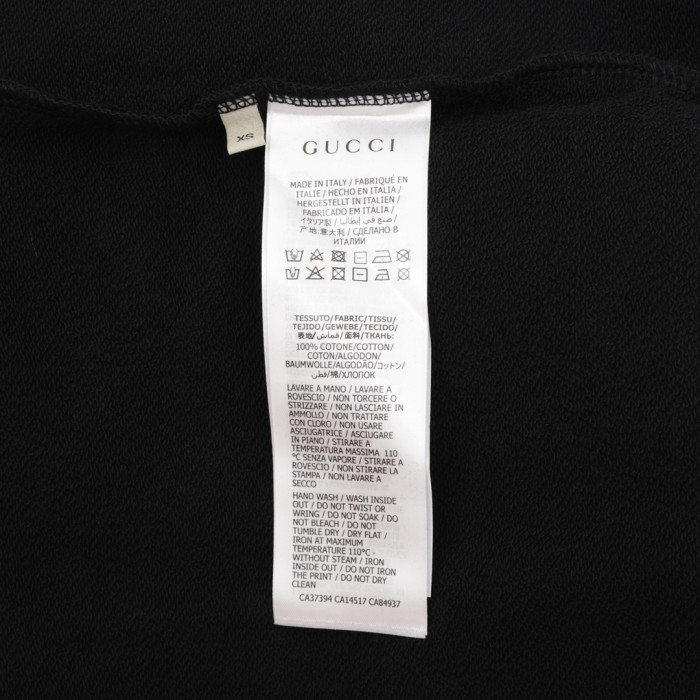 XS
GUCCI
MADE IN ITALY / FABRIQUÉ EN
ITALIE / HECHO EN ITALIA /
HERGESTELLT IN ITALIEN /
FABRICADO EM ITÁLIA /
イタリア製 / صنع في إيطاليا /
产地:意大利 / СДЕЛАНО В
ИТАЛИИ
TESSUTO/FABRIC/TISSU/
TEJIDO/GEWEBE/TECIDO/
表地/قماش/面料/ТКАНЬ:
100% COTONE/COTTON/
COTON/ALGODON/
BAUMWOLLE/ALGODÃO/コットン/
قطن/棉/ХЛОПОК
LAVARE A MANO / LAVARE A
ROVESCIO / NON TORCERE O
STRIZZARE / NON LASCIARE IN
AMMOLLO / NON TRATTARE
CON CLORO / NON USARE
ASCIUGATRICE / ASCIUGARE
IN PIANO / STIRARE A
TEMPERATURA MASSIMA 110
°C SENZA VAPORE / STIRARE A
ROVESCIO / NON STIRARE LA
STAMPA / NON LAVARE A
SECCO
HAND WASH / WASH INSIDE
OUT / DO NOT TWIST OR
WRING / DO NOT SOAK / DO
NOT BLEACH / DO NOT
TUMBLE DRY / DRY FLAT /
IRON AT MAXIMUM
TEMPERATURE 110°C -
WITHOUT STEAM / IRON
INSIDE OUT / DO NOT IRON
THE PRINT / DO NOT DRY
CLEAN
CA37394 CA14517 CA84937